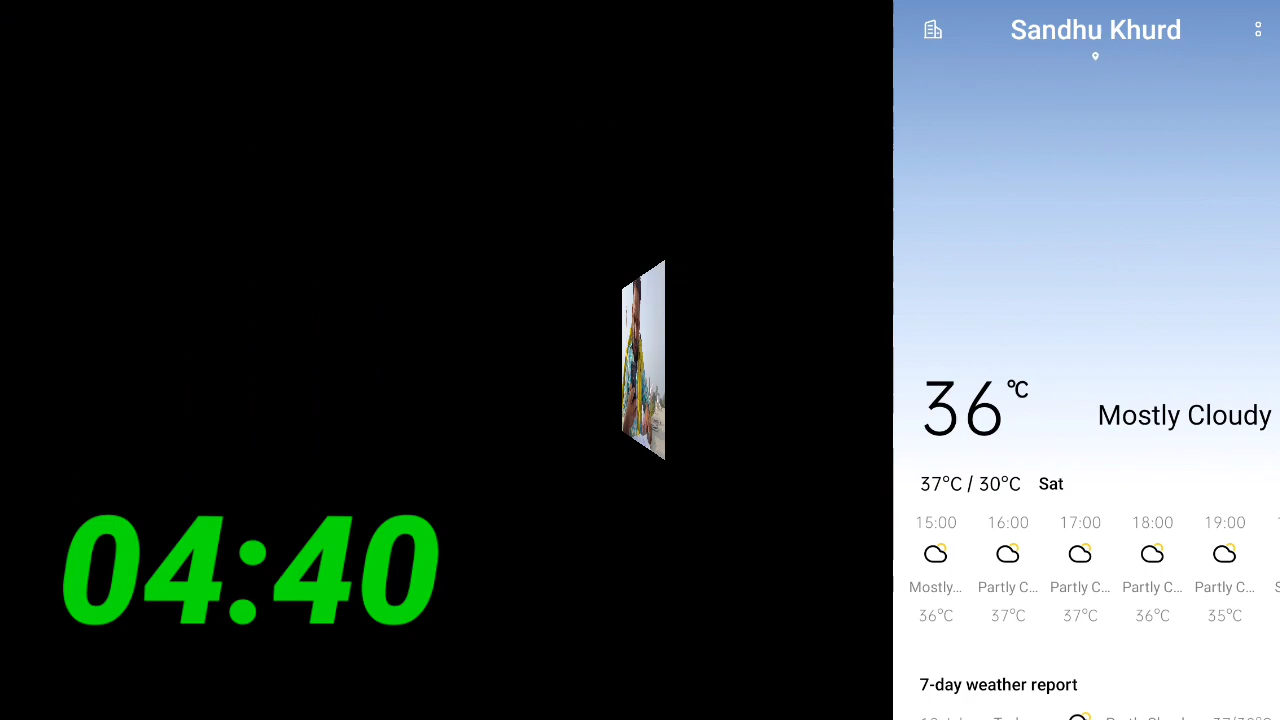 Sandhu Khurd
36 °C
Mostly Cloudy
37°C / 30°C Sat
15:00 16:00 17:00 18:00 19:00
Mostly... Partly C... Partly C... Partly C... Partly C...
36°C 37°C 37°C 36°C 35°C
7-day weather report
04:40